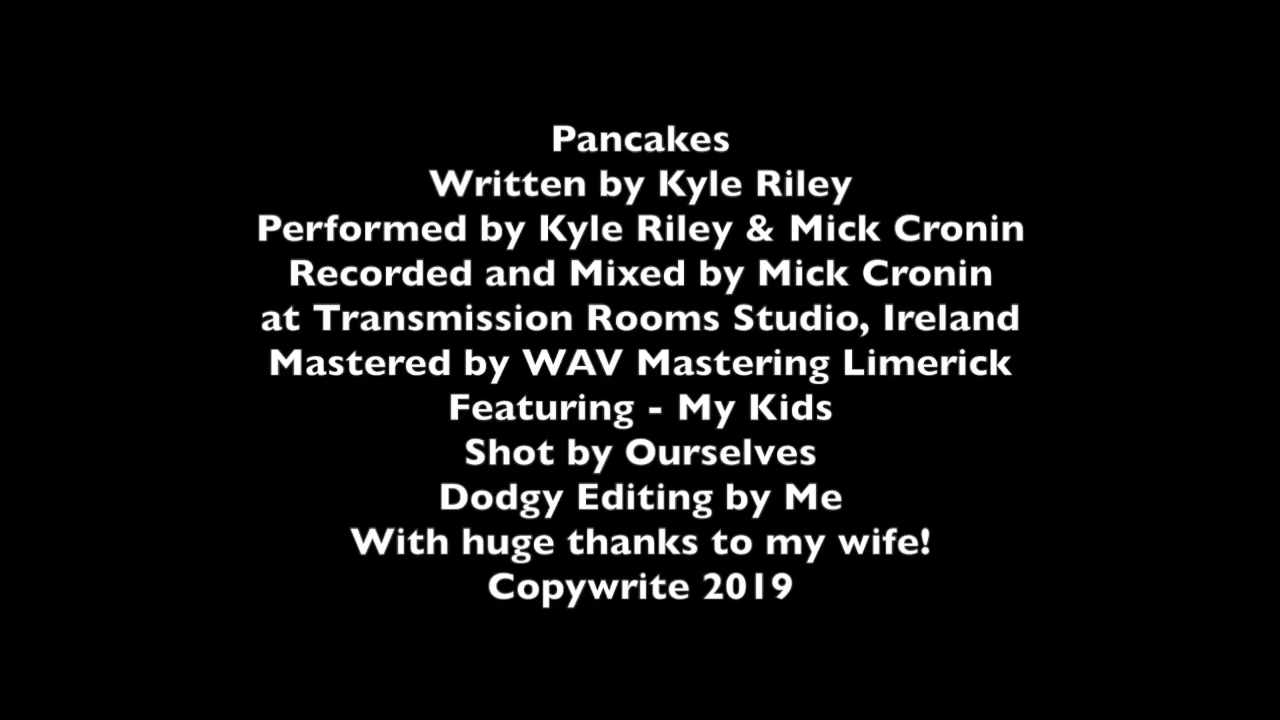 Pancakes
Written by Kyle Riley
Performed by Kyle Riley & Mick Cronin
Recorded and Mixed by Mick Cronin
at Transmission Rooms Studio, Ireland
Mastered by WAV Mastering Limerick
Featuring - My Kids
Shot by Ourselves
Dodgy Editing by Me
With huge thanks to my wife!
Copywrite 2019